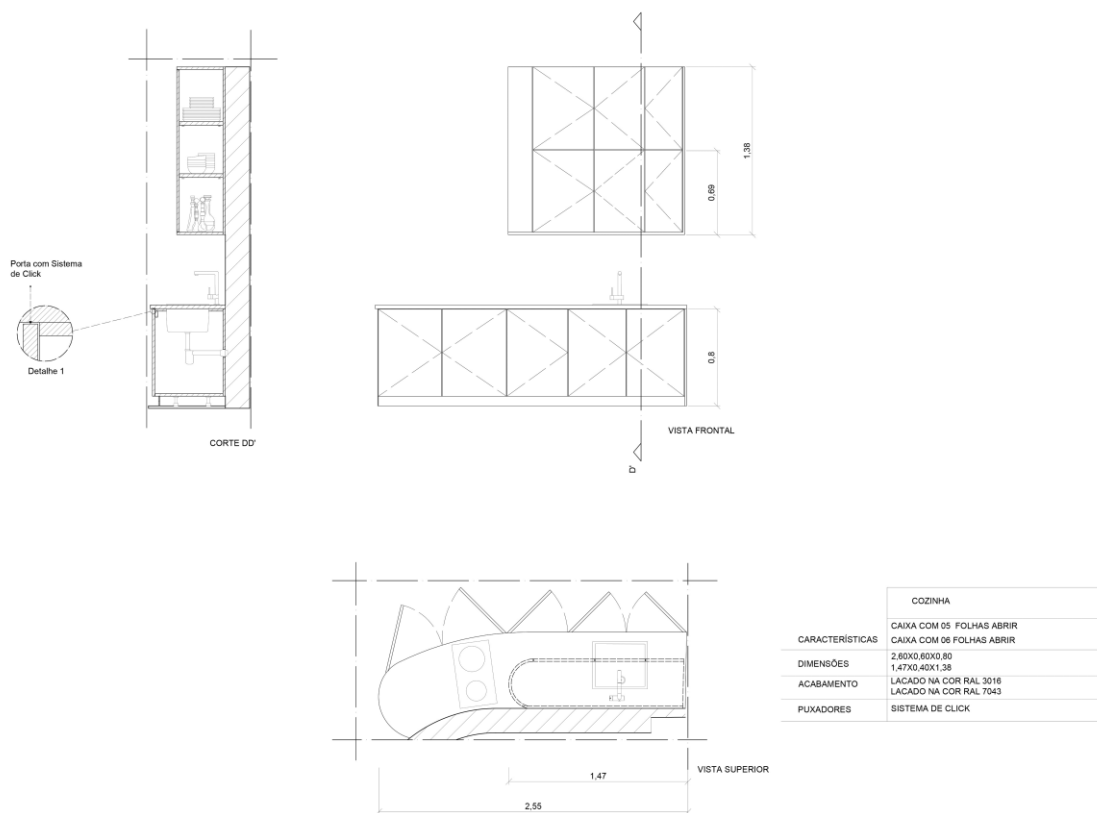 1,38
0,69
Porta com Sistema
de Click
Detalhe 1
0,8
CORTE DD'
VISTA FRONTAL
D'
COZINHA
CARACTERÍSTICAS
CAIXA COM 05 FOLHAS ABRIR
CAIXA COM 06 FOLHAS ABRIR
DIMENSÕES
2,60X0,60X0,80
1,47X0,40X1,38
ACABAMENTO
LACADO NA COR RAL 3016
LACADO NA COR RAL 7043
PUXADORES
SISTEMA DE CLICK
VISTA SUPERIOR
1,47
2,55